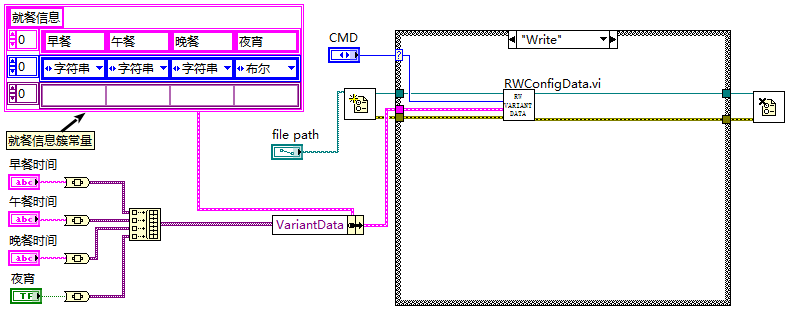 就餐信息
0 早餐 午餐 晚餐 夜宵
0 字符串 字符串 字符串 布尔
0
就餐信息簇常量
早餐时间
abc
午餐时间
abc
晚餐时间
abc
夜宵
TF
VariantData
file path
CMD
"Write"
?
RWConfigData.vi
RW
VARIANT
DATA